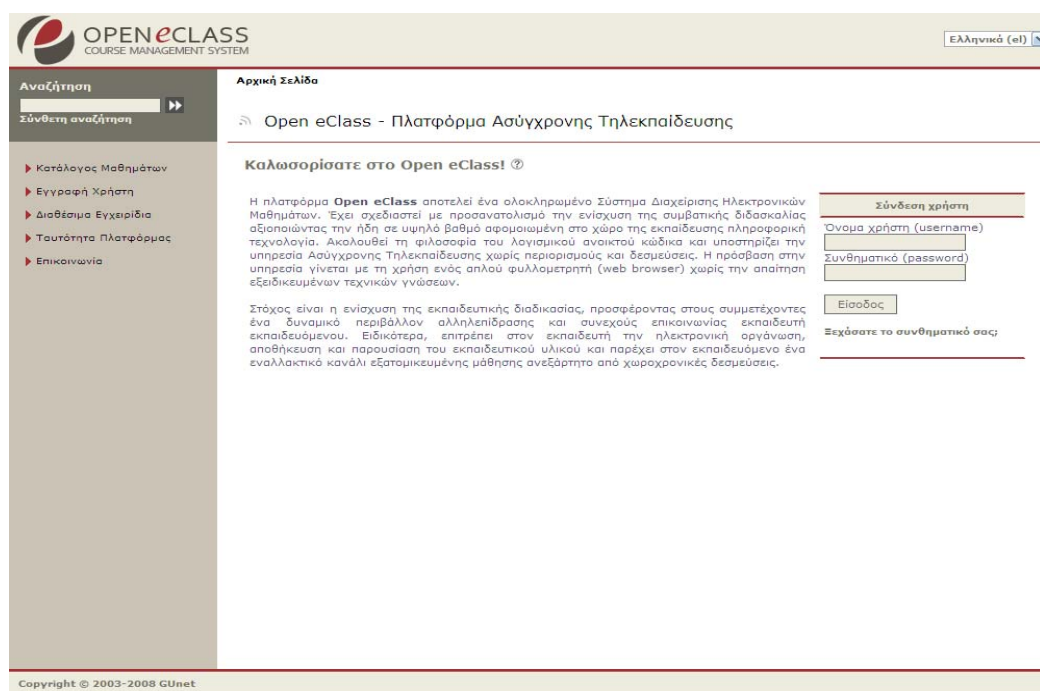 OPEN eCLASS
COURSE MANAGEMENT SYSTEM
Ελληνικά (el)
Αναζήτηση
Σύνθετη αναζήτηση
Κατάλογος Μαθημάτων
Εγγραφή Χρήστη
Διαθέσιμα Εγχειρίδια
Ταυτότητα Πλατφόρμας
Επικοινωνία
Αρχική Σελίδα
Open eClass - Πλατφόρμα Ασύγχρονης Τηλεκπαίδευσης
Καλωσορίσατε στο Open eClass!
Η πλατφόρμα Open eClass αποτελεί ένα ολοκληρωμένο Σύστημα Διαχείρισης Ηλεκτρονικών
Μαθημάτων. Έχει σχεδιαστεί με προσανατολισμό την ενίσχυση της συμβατικής διδασκαλίας
αξιοποιώντας την ήδη σε υψηλό βαθμό αφομοιωμένη στο χώρο της εκπαίδευσης πληροφορική
τεχνολογία. Ακολουθεί τη φιλοσοφία του λογισμικού ανοικτού κώδικα και υποστηρίζει την
υπηρεσία Ασύγχρονης Τηλεκπαίδευσης χωρίς περιορισμούς και δεσμεύσεις. Η πρόσβαση στην
υπηρεσία γίνεται με τη χρήση ενός απλού φυλλομετρητή (web browser) χωρίς την απαίτηση
εξειδικευμένων τεχνικών γνώσεων.
Στόχος είναι η ενίσχυση της εκπαιδευτικής διαδικασίας, προσφέροντας στους συμμετέχοντες
ένα δυναμικό περιβάλλον αλληλεπίδρασης και συνεχούς επικοινωνίας εκπαιδευτή
εκπαιδευόμενου. Ειδικότερα, επιτρέπει στον εκπαιδευτή την ηλεκτρονική οργάνωση,
αποθήκευση και παρουσίαση του εκπαιδευτικού υλικού και παρέχει στον εκπαιδευόμενο ένα
εναλλακτικό κανάλι εξατομικευμένης μάθησης ανεξάρτητο από χωροχρονικές δεσμεύσεις.
Σύνδεση χρήστη
Όνομα χρήστη (username)
Συνθηματικό (password)
Είσοδος
Ξεχάσατε το συνθηματικό σας;
Copyright © 2003-2008 GUnet